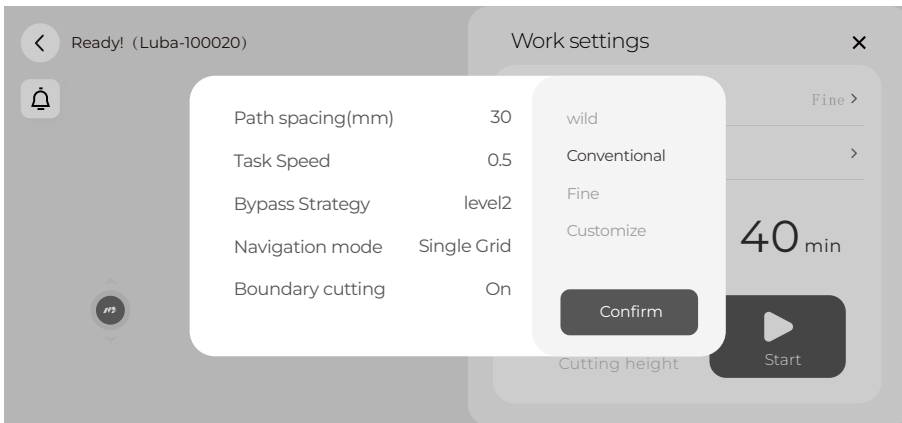 Ready! (Luba-100020)
Work settings
Fine
Path spacing(mm) 30
Task Speed 0.5
Bypass Strategy level2
Navigation mode Single Grid
Boundary cutting On
wild
Conventional
Fine
Customize
Confirm
40 min
Cutting height
Start